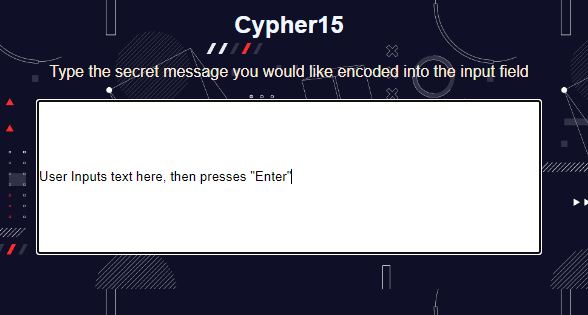 Cypher15
Type the secret message you would like encoded into the input field
User Inputs text here, then presses "Enter"